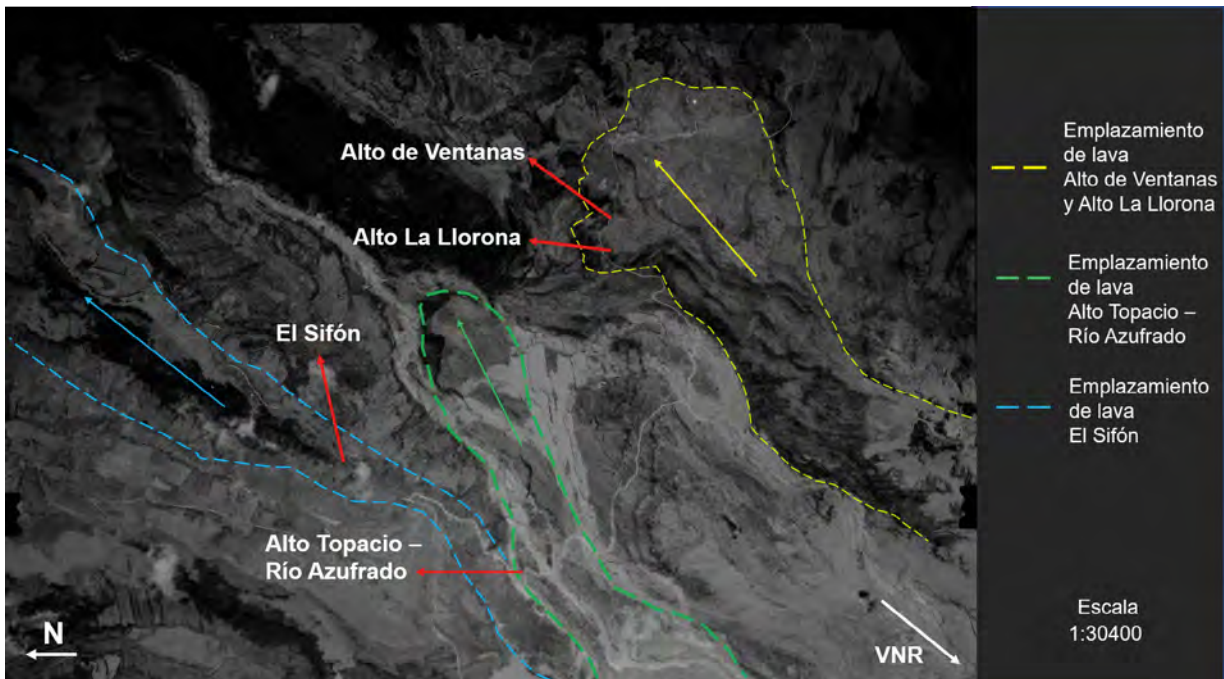 Alto de Ventanas
Alto La Llorona
El Sifón
Alto Topacio –
Río Azufrado
N
VNR
Emplazamiento
de lava
Alto de Ventanas
y Alto La Llorona
Emplazamiento
de lava
Alto Topacio –
Río Azufrado
Emplazamiento
de lava
El Sifón
Escala
1:30400